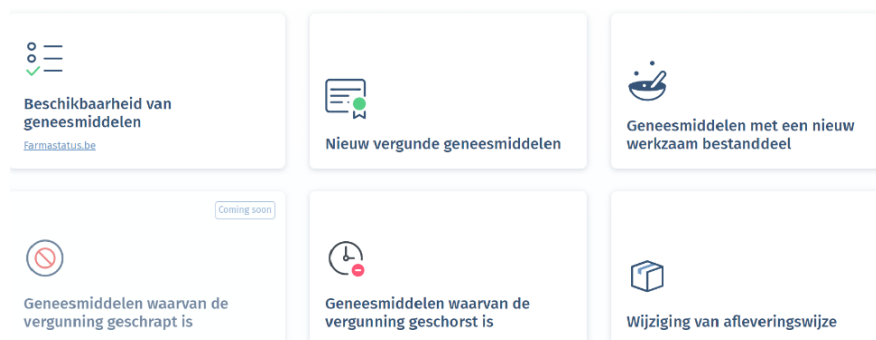 Beschikbaarheid van
geneesmiddelen
Farmastatus.be
Nieuw vergunde geneesmiddelen
Geneesmiddelen met een nieuw
werkzaam bestanddeel
Coming soon
Geneesmiddelen waarvan de
vergunning geschrapt is
Geneesmiddelen waarvan de
vergunning geschorst is
Wijziging van afleveringswijze